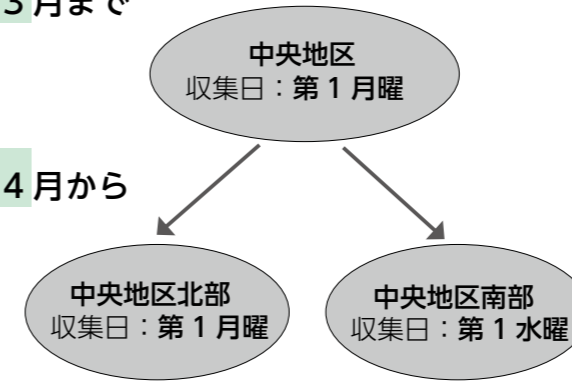 3月まで
中央地区
収集日：第1月曜
4月から
中央地区北部
収集日：第1月曜
中央地区南部
収集日：第1水曜